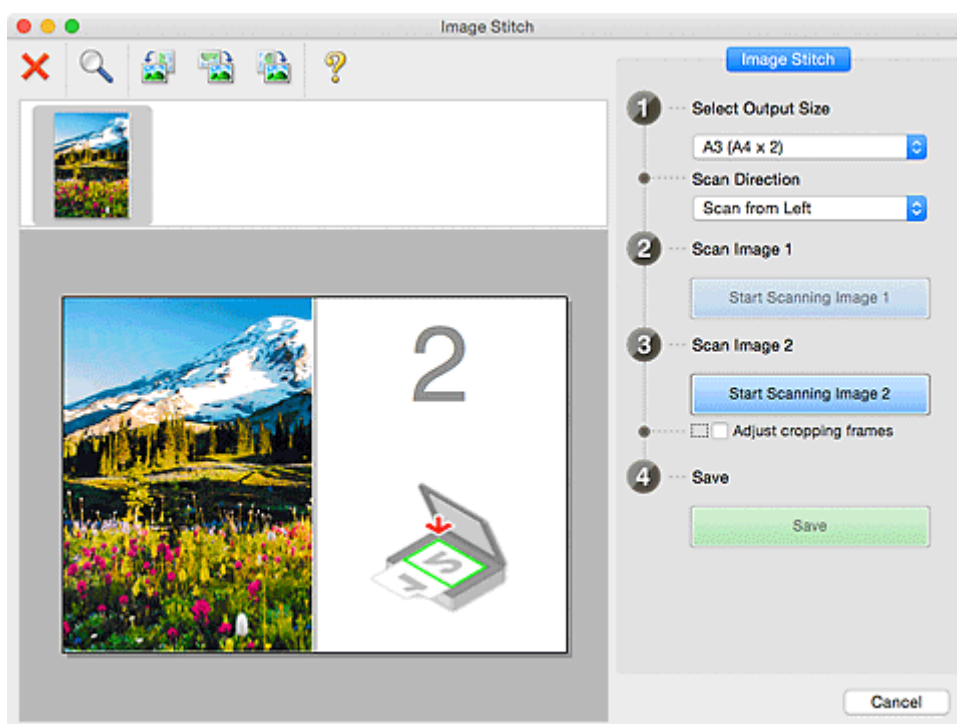 Image Stitch
Image Stitch
1 Select Output Size
A3 (A4 x 2)
Scan Direction
Scan from Left
2 Scan Image 1
Start Scanning Image 1
3 Scan Image 2
Start Scanning Image 2
Adjust cropping frames
4 Save
Save
2
1 2
Cancel